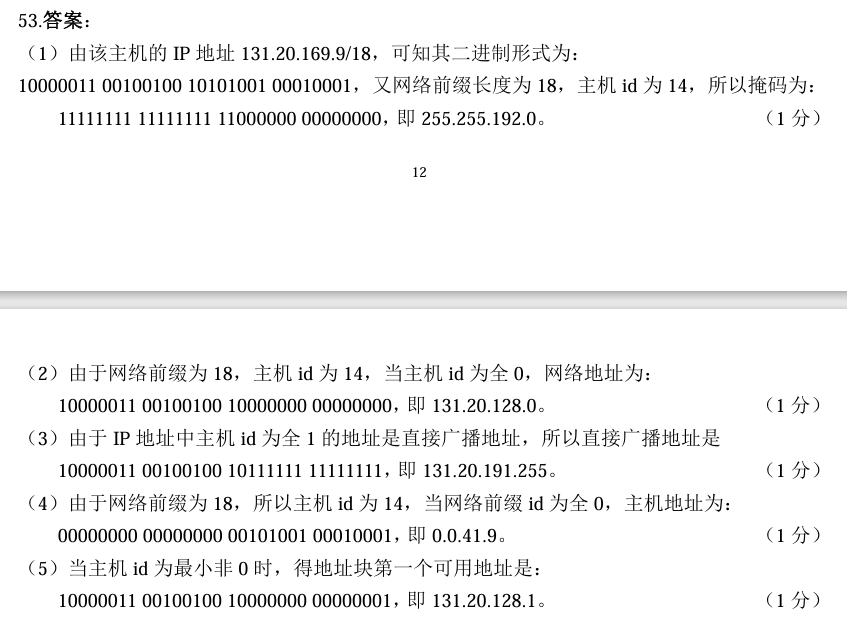 53.答案：
（1）由该主机的 IP 地址 131.20.169.9/18，可知其二进制形式为：
10000011 00100100 10101001 00010001，又网络前缀长度为 18，主机 id 为 14，所以掩码为：
11111111 11111111 11000000 00000000，即 255.255.192.0。 （1 分）
12
（2）由于网络前缀为 18，主机 id 为 14，当主机 id 为全 0，网络地址为：
10000011 00100100 10000000 00000000，即 131.20.128.0。 （1 分）
（3）由于 IP 地址中主机 id 为全 1 的地址是直接广播地址，所以直接广播地址是
10000011 00100100 10111111 11111111，即 131.20.191.255。 （1 分）
（4）由于网络前缀为 18，所以主机 id 为 14，当网络前缀 id 为全 0，主机地址为：
00000000 00000000 00101001 00010001，即 0.0.41.9。 （1 分）
（5）当主机 id 为最小非 0 时，得地址块第一个可用地址是：
10000011 00100100 10000000 00000001，即 131.20.128.1。 （1 分）